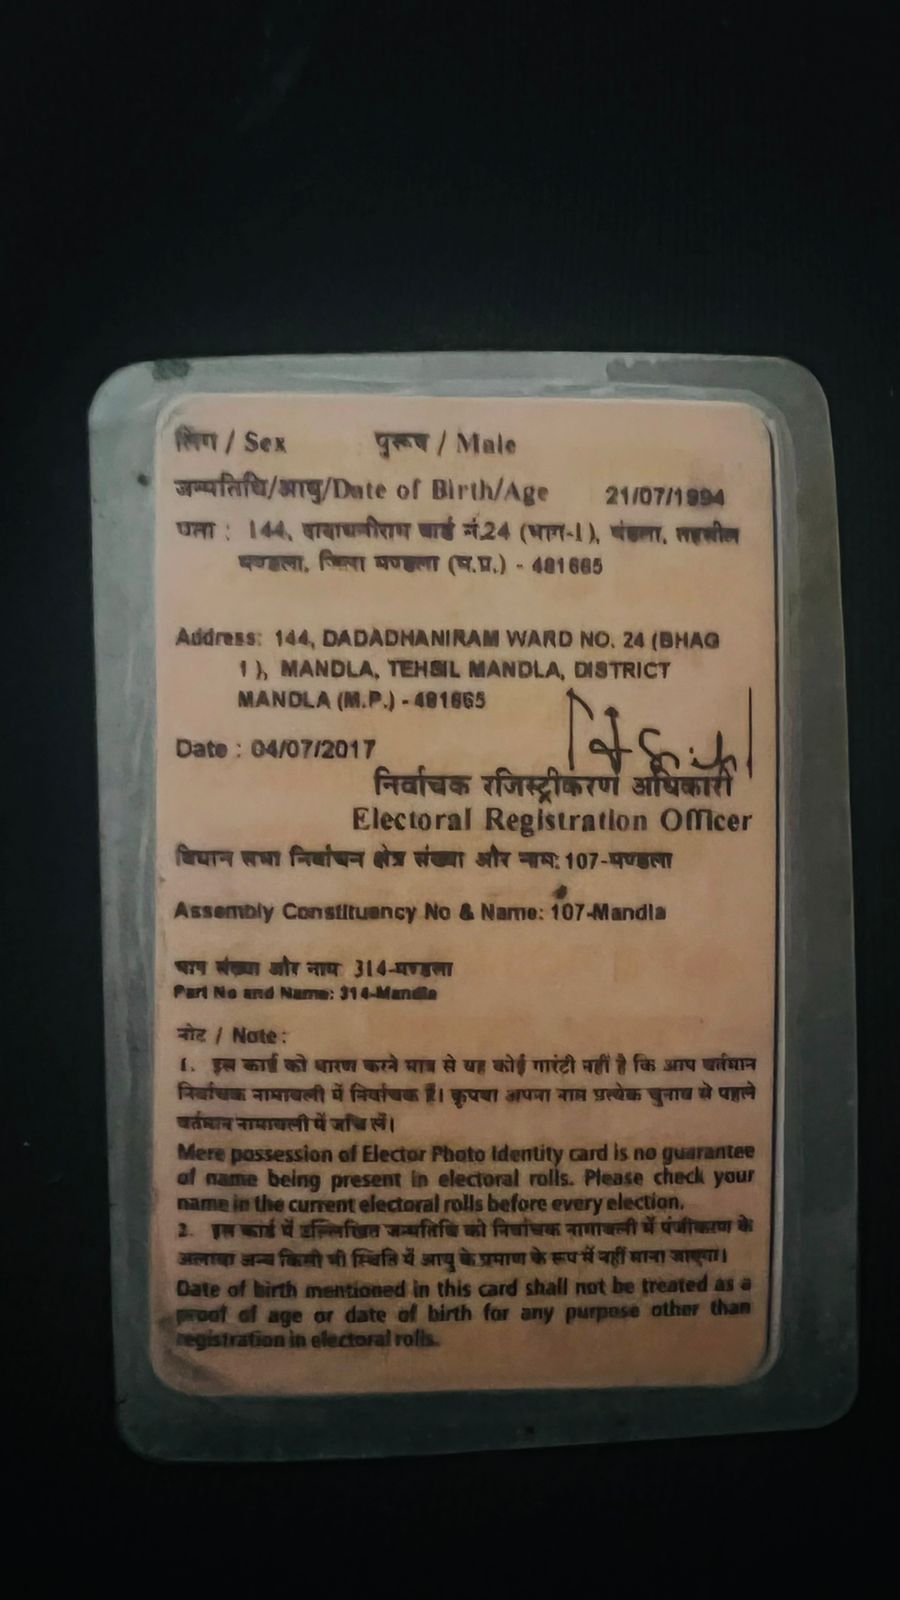 लिंग / Sex पुरूष / Male
जन्मतिथि/आयु/Date of Birth/Age 21/07/1994
पता : 144, दादाधनीराम वार्ड नं.24 (भाग-1), मंडला, तहसील
मण्डला, जिला मण्डला (म.प्र.) - 481665
Address: 144, DADADHANIRAM WARD NO. 24 (BHAG
1 ), MANDLA, TEHSIL MANDLA, DISTRICT
MANDLA (M.P.) - 481665
Date : 04/07/2017
निर्वाचक रजिस्ट्रीकरण अधिकारी
Electoral Registration Officer
विधान सभा निर्वाचन क्षेत्र संख्या और नाम: 107-मण्डला
Assembly Constituency No & Name: 107-Mandla
भाग संख्या और नाम 314-मण्डला
Part No and Name: 314-Mandla
नोट / Note :
1. इस कार्ड को धारण करने मात्र से यह कोई गारंटी नहीं है कि आप वर्तमान
निर्वाचक नामावली में निर्वाचक हैं। कृपया अपना नाम प्रत्येक चुनाव से पहले
वर्तमान नामावली में जांच लें।
Mere possession of Elector Photo Identity card is no guarantee
of name being present in electoral rolls. Please check your
name in the current electoral rolls before every election.
2. इस कार्ड में उल्लिखित जन्मतिथि को निर्वाचक नामावली में पंजीकरण के
अलावा अन्य किसी भी स्थिति में आयु के प्रमाण के रूप में नहीं माना जाएगा।
Date of birth mentioned in this card shall not be treated as a
proof of age or date of birth for any purpose other than
registration in electoral rolls.